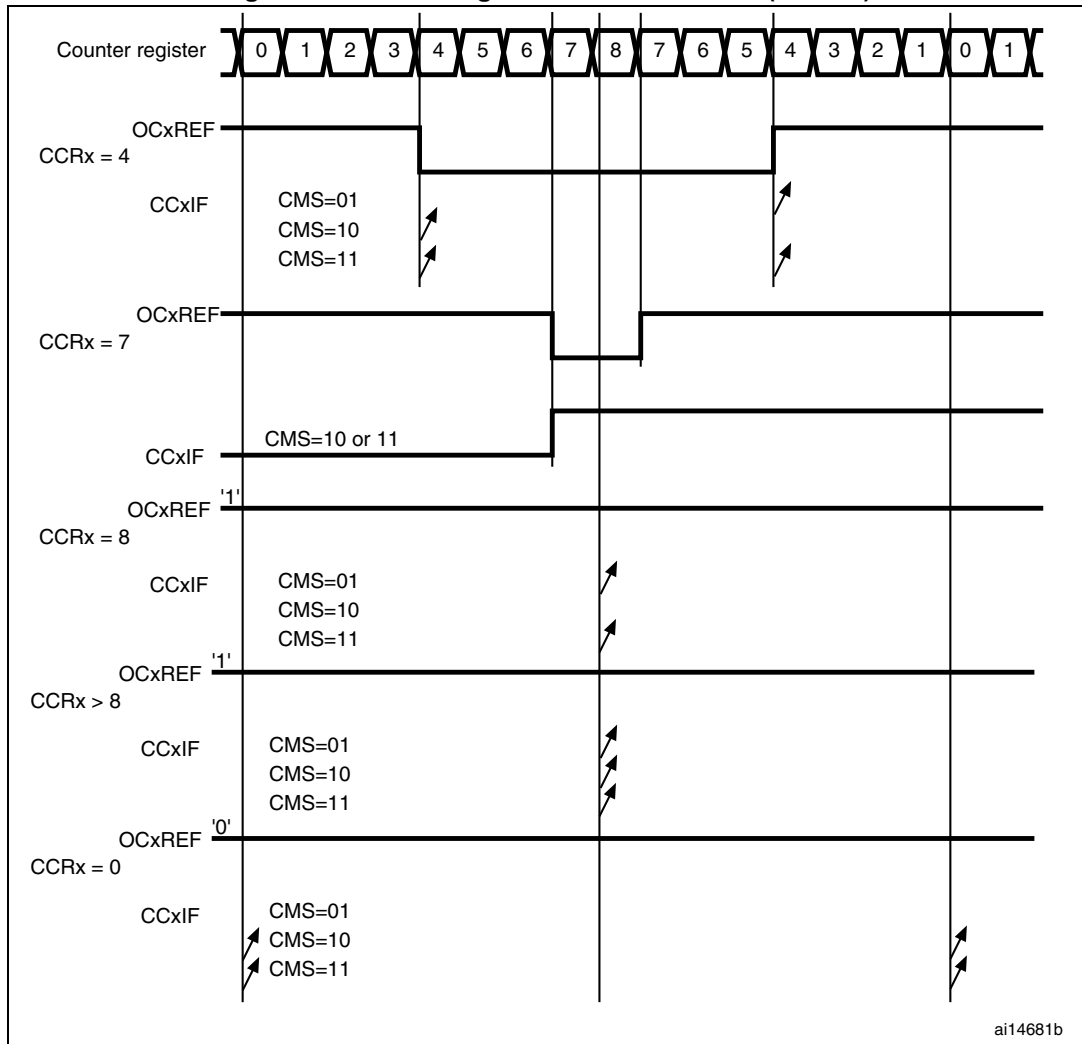 Counter register 0 1 2 3 4 5 6 7 8 7 6 5 4 3 2 1 0 1
OCxREF
CCRx = 4
CCxIF CMS=01
CMS=10
CMS=11
OCxREF
CCRx = 7
CMS=10 or 11
CCxIF
'1'
OCxREF
CCRx = 8
CCxIF CMS=01
CMS=10
CMS=11
'1'
OCxREF
CCRx > 8
CCxIF CMS=01
CMS=10
CMS=11
'0'
OCxREF
CCRx = 0
CCxIF CMS=01
CMS=10
CMS=11
ai14681b